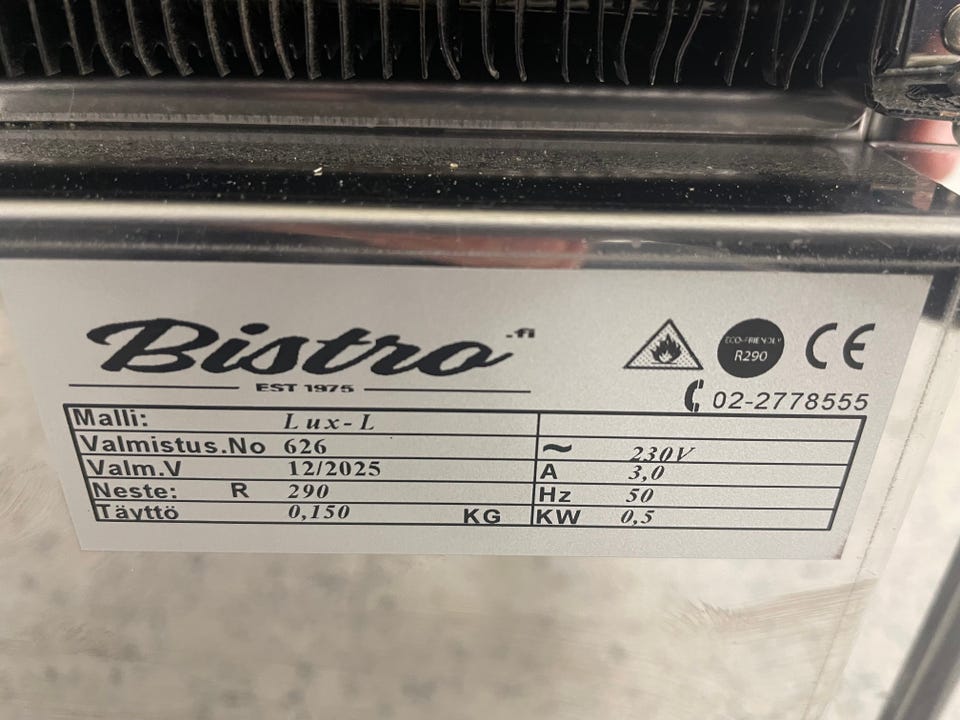 Bistro.fi
EST 1975
ECO-FRIENDLY
R290
CE
02-2778555
Malli: Lux-L
Valmistus.No 626
~ 230V
Valm.V 12/2025
A 3,0
Neste: R 290
Hz 50
Täyttö 0,150 KG
KW 0,5